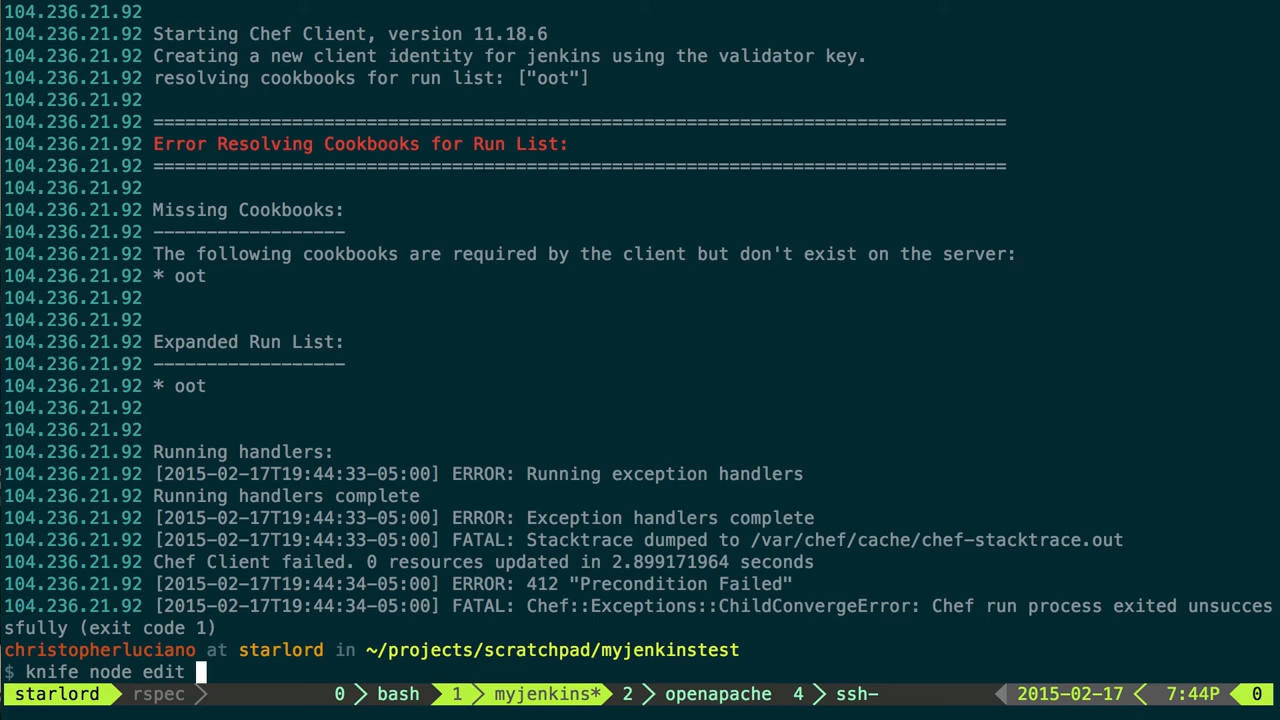 104.236.21.92
104.236.21.92 Starting Chef Client, version 11.18.6
104.236.21.92 Creating a new client identity for jenkins using the validator key.
104.236.21.92 resolving cookbooks for run list: ["oot"]
104.236.21.92
104.236.21.92 ================================================================================
104.236.21.92 Error Resolving Cookbooks for Run List:
104.236.21.92 ================================================================================
104.236.21.92
104.236.21.92 Missing Cookbooks:
104.236.21.92 ------------------
104.236.21.92 The following cookbooks are required by the client but don't exist on the server:
104.236.21.92 * oot
104.236.21.92
104.236.21.92
104.236.21.92 Expanded Run List:
104.236.21.92 ------------------
104.236.21.92 * oot
104.236.21.92
104.236.21.92
104.236.21.92 Running handlers:
104.236.21.92 [2015-02-17T19:44:33-05:00] ERROR: Running exception handlers
104.236.21.92 Running handlers complete
104.236.21.92 [2015-02-17T19:44:33-05:00] ERROR: Exception handlers complete
104.236.21.92 [2015-02-17T19:44:33-05:00] FATAL: Stacktrace dumped to /var/chef/cache/chef-stacktrace.out
104.236.21.92 Chef Client failed. 0 resources updated in 2.899171964 seconds
104.236.21.92 [2015-02-17T19:44:34-05:00] ERROR: 412 "Precondition Failed"
104.236.21.92 [2015-02-17T19:44:34-05:00] FATAL: Chef::Exceptions::ChildConvergeError: Chef run process exited unsucces
sfully (exit code 1)
christopherluciano at starlord in ~/projects/scratchpad/myjenkinstest
$ knife node edit
starlord rspec 0 bash 1 myjenkins* 2 openapache 4 ssh- 2015-02-17 7:44P 0